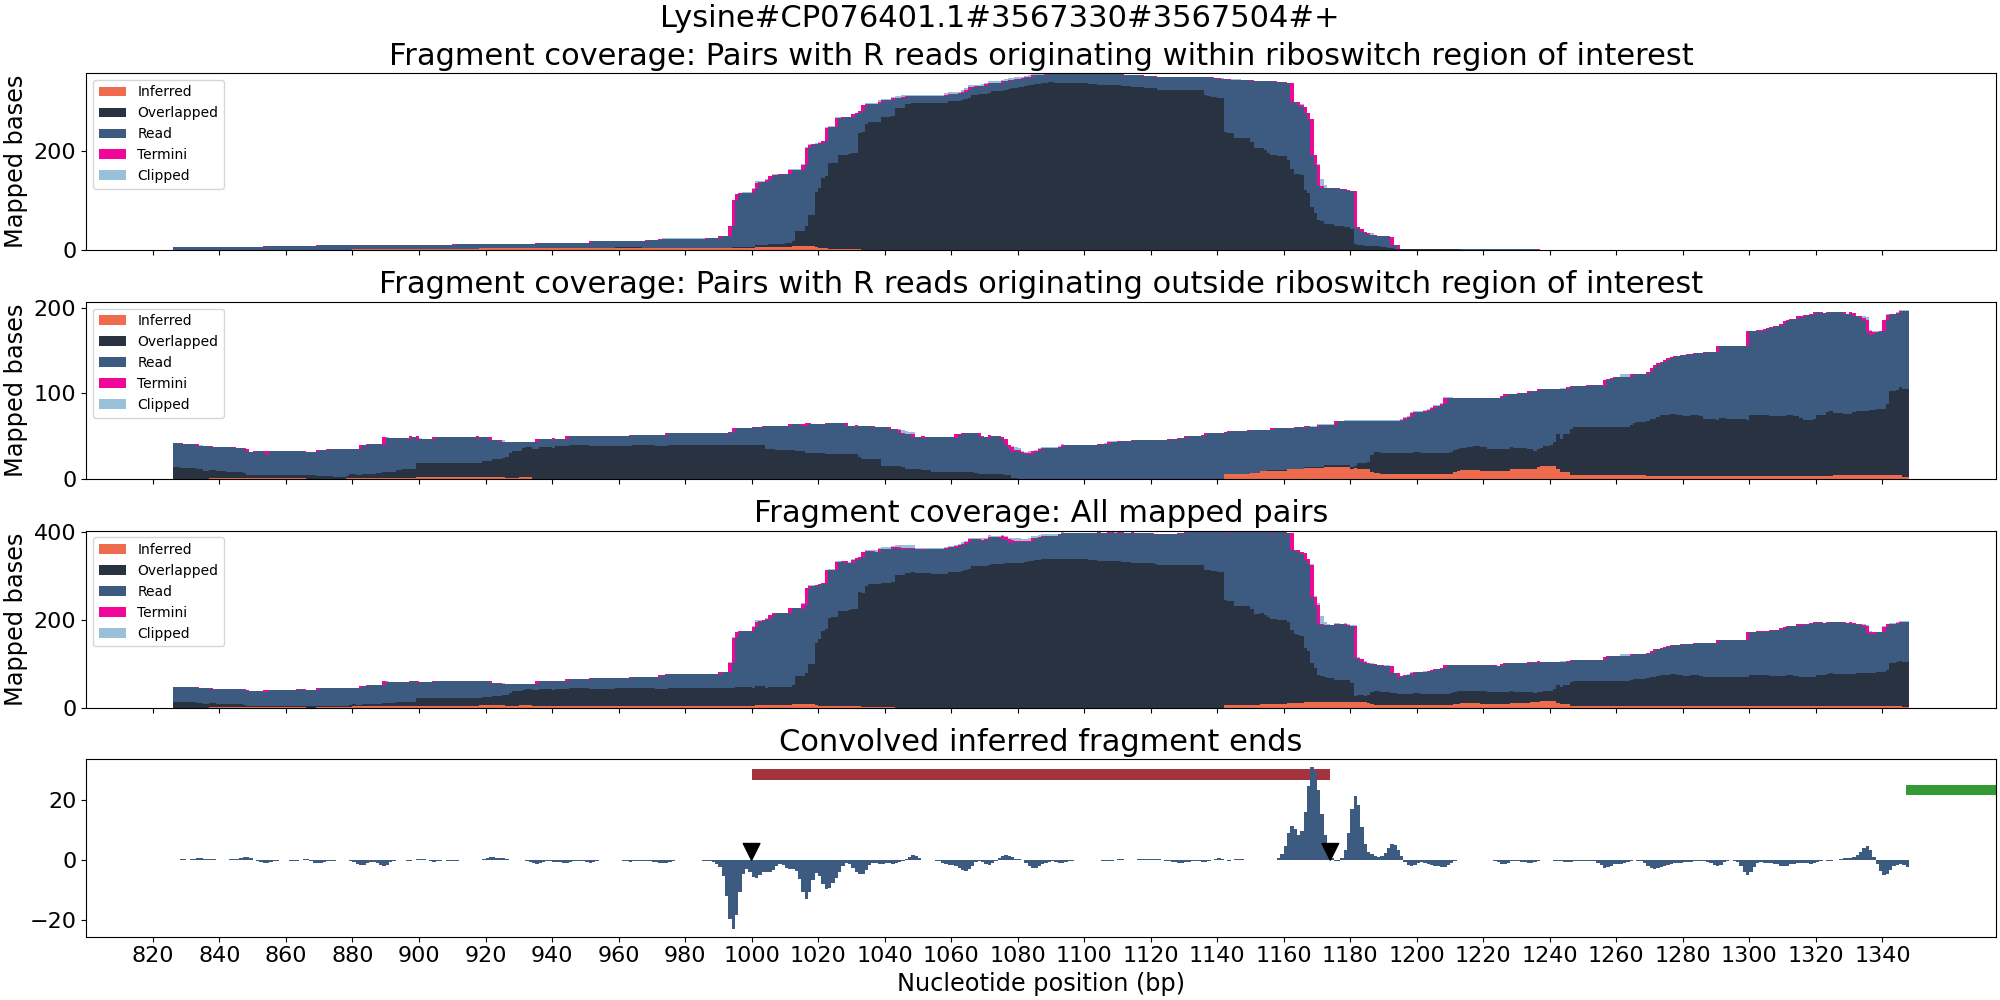 Lysine#CP076401.1#3567330#3567504#+
Fragment coverage: Pairs with R reads originating within riboswitch region of interest
Mapped bases
200
0
Inferred
Overlapped
Read
Termini
Clipped
Fragment coverage: Pairs with R reads originating outside riboswitch region of interest
Mapped bases
200
100
0
Inferred
Overlapped
Read
Termini
Clipped
Fragment coverage: All mapped pairs
Mapped bases
400
200
0
Inferred
Overlapped
Read
Termini
Clipped
Convolved inferred fragment ends
20
0
−20
820 840 860 880 900 920 940 960 980 1000 1020 1040 1060 1080 1100 1120 1140 1160 1180 1200 1220 1240 1260 1280 1300 1320 1340
Nucleotide position (bp)